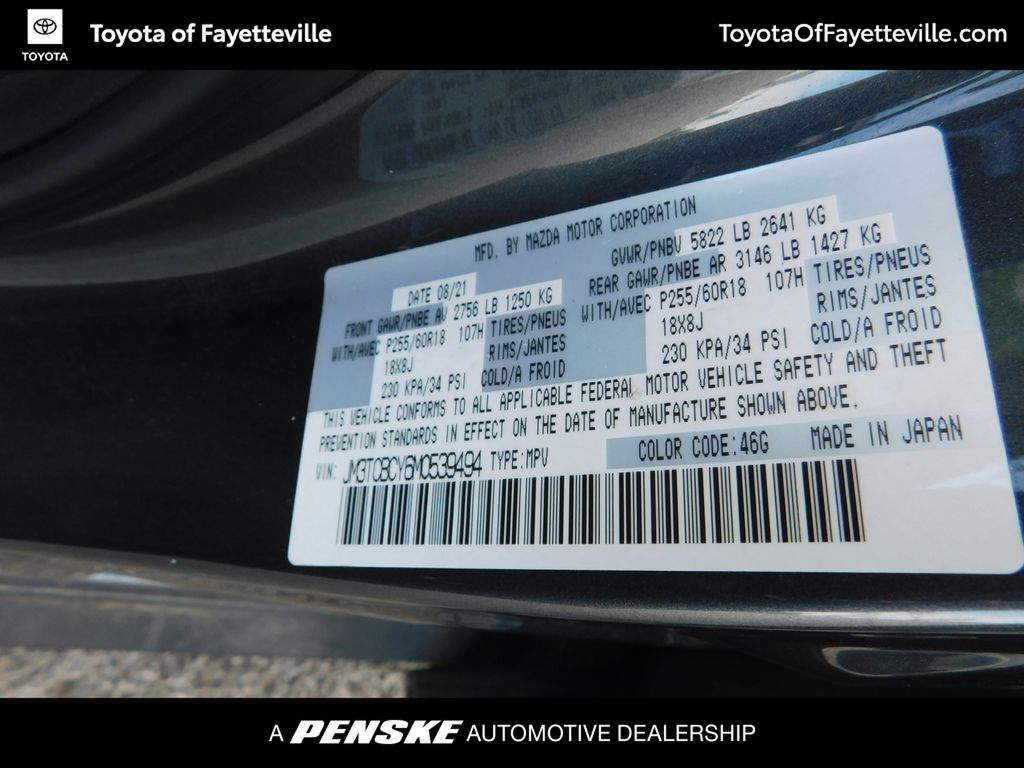 TOYOTA
Toyota of Fayetteville
ToyotaOfFayetteville.com
MFD. BY MAZDA MOTOR CORPORATION
DATE 08/21
GVWR/PNBV 5822 LB 2641 KG
FRONT GAWR/PNBE AV 2756 LB 1250 KG
REAR GAWR/PNBE AR 3146 LB 1427 KG
WITH/AVEC P255/60R18 107H TIRES/PNEUS
WITH/AVEC P255/60R18 107H TIRES/PNEUS
18X8J RIMS/JANTES
18X8J RIMS/JANTES
230 KPA/34 PSI COLD/A FROID
230 KPA/34 PSI COLD/A FROID
THIS VEHICLE CONFORMS TO ALL APPLICABLE FEDERAL MOTOR VEHICLE SAFETY AND THEFT
PREVENTION STANDARDS IN EFFECT ON THE DATE OF MANUFACTURE SHOWN ABOVE.
VIN: JM3TCBCY6M0539494 TYPE:MPV COLOR CODE:46G MADE IN JAPAN
A PENSKE AUTOMOTIVE DEALERSHIP